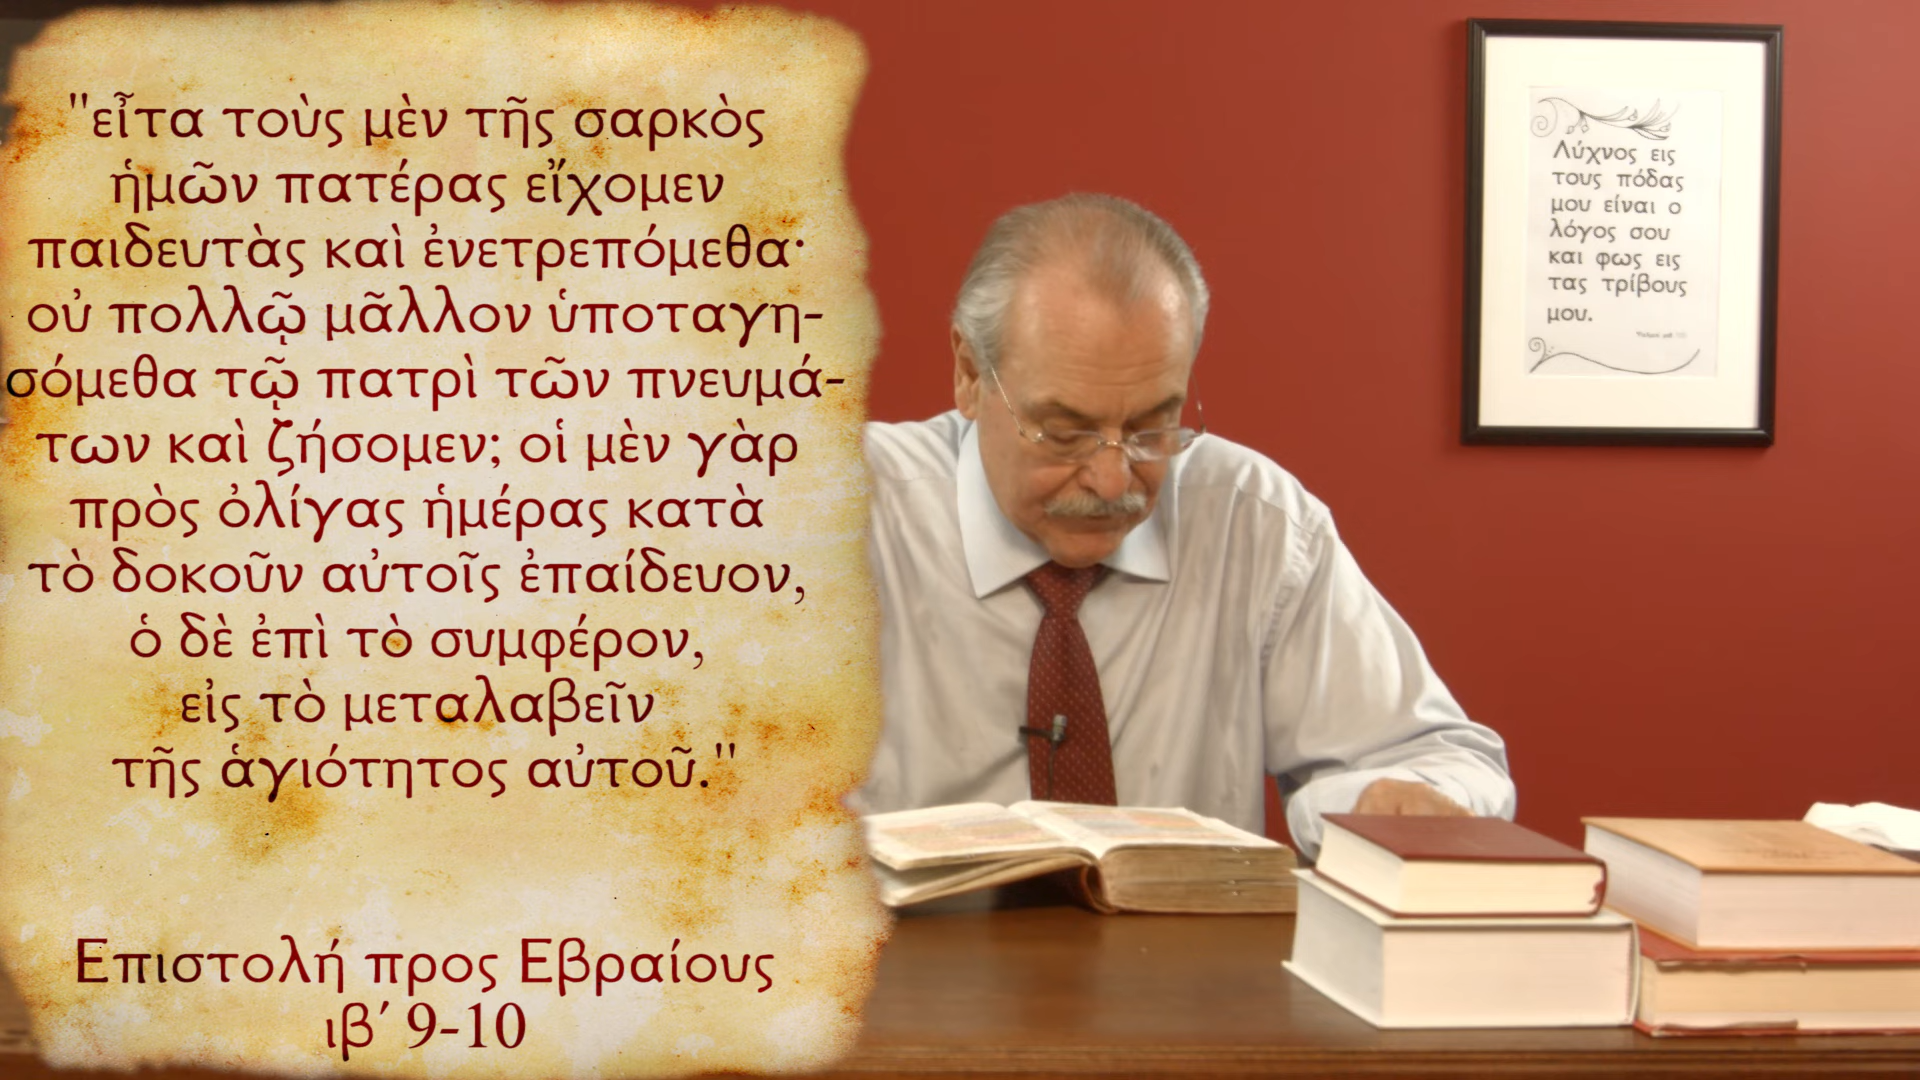 "εἶτα τοὺς μὲν τῆς σαρκὸς
ἡμῶν πατέρας εἴχομεν
παιδευτὰς καὶ ἐνετρεπόμεθα·
οὐ πολλῷ μᾶλλον ὑποταγη-
σόμεθα τῷ πατρὶ τῶν πνευμά-
των καὶ ζήσομεν; οἱ μὲν γὰρ
πρὸς ὀλίγας ἡμέρας κατὰ
τὸ δοκοῦν αὐτοῖς ἐπαίδευον,
ὁ δὲ ἐπὶ τὸ συμφέρον,
εἰς τὸ μεταλαβεῖν
τῆς ἁγιότητος αὐτοῦ."
Επιστολή προς Εβραίους
ιβ΄ 9-10
Λύχνος εις
τους πόδας
μου είναι ο
λόγος σου
και φως εις
τας τρίβους
μου.